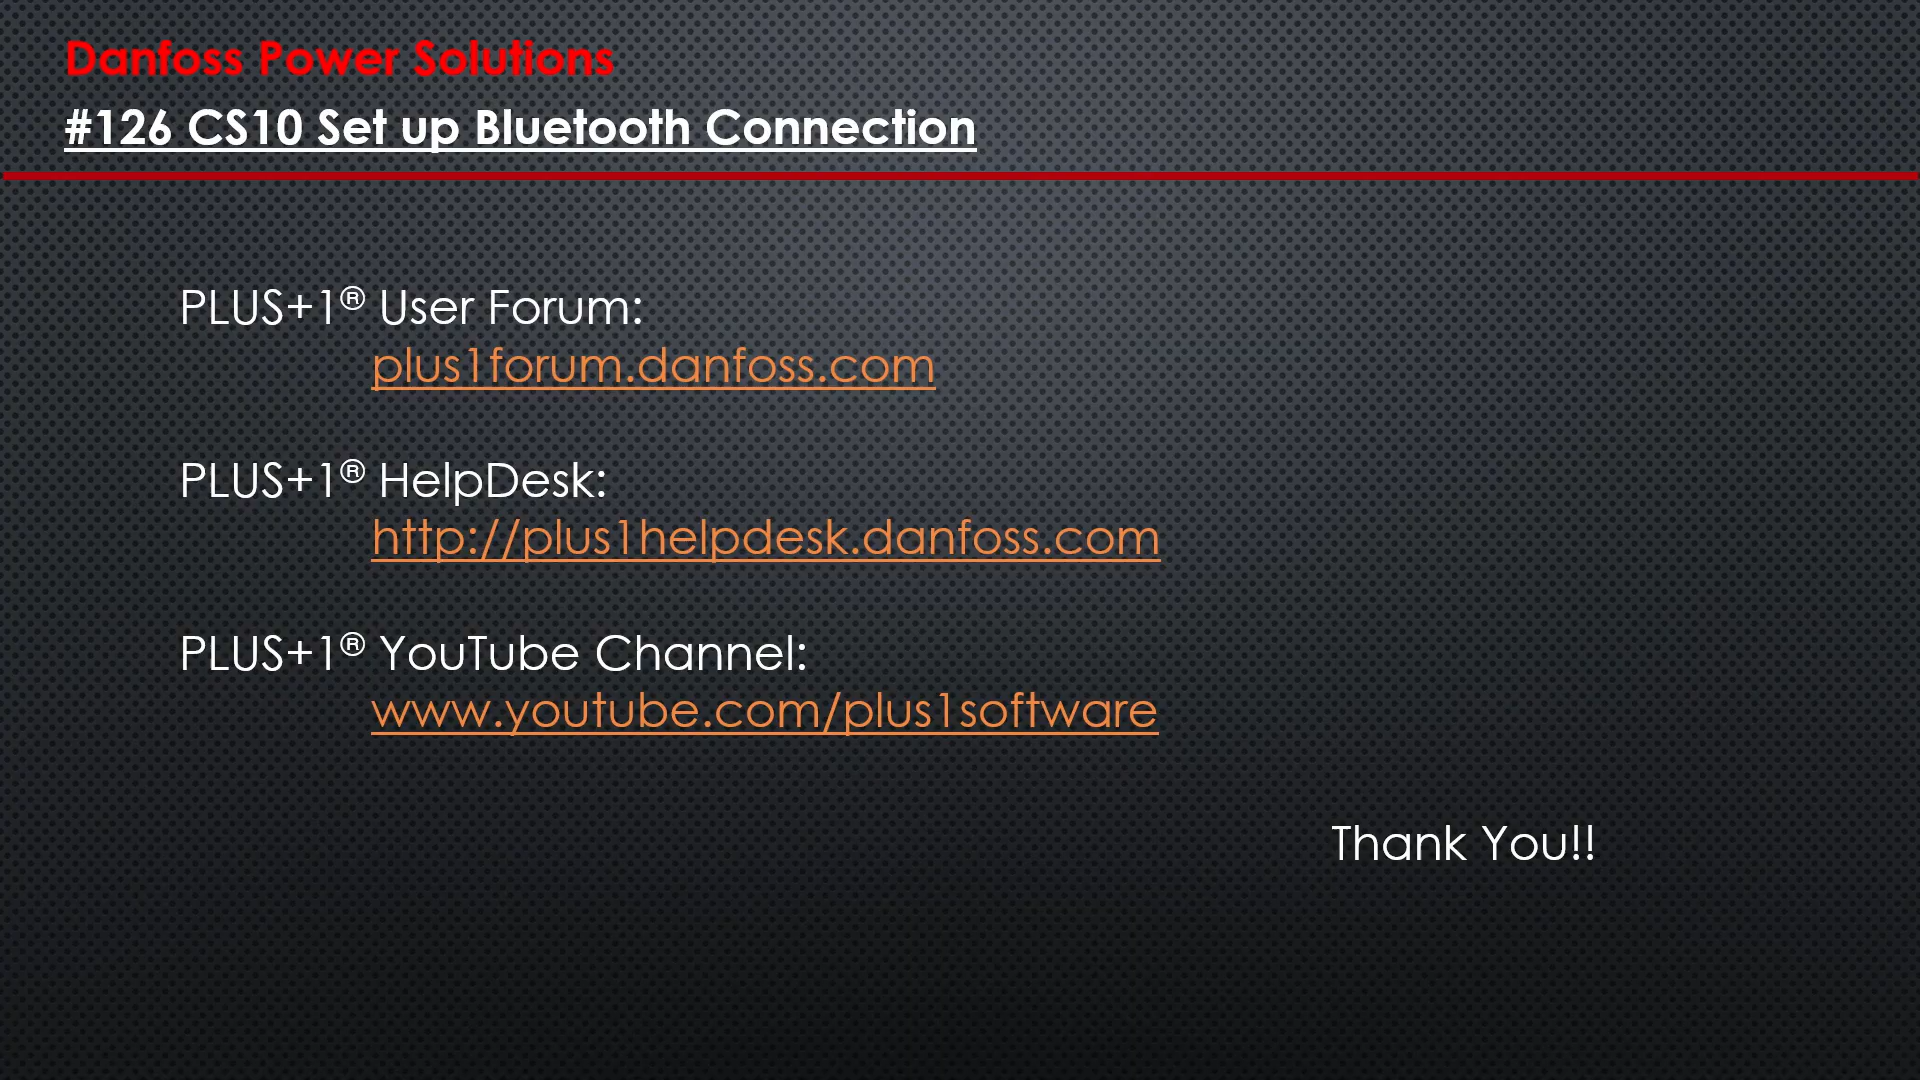 Danfoss Power Solutions
#126 CS10 Set up Bluetooth Connection
PLUS+1® User Forum:
plus1forum.danfoss.com
PLUS+1® HelpDesk:
http://plus1helpdesk.danfoss.com
PLUS+1® YouTube Channel:
www.youtube.com/plus1software
Thank You!!